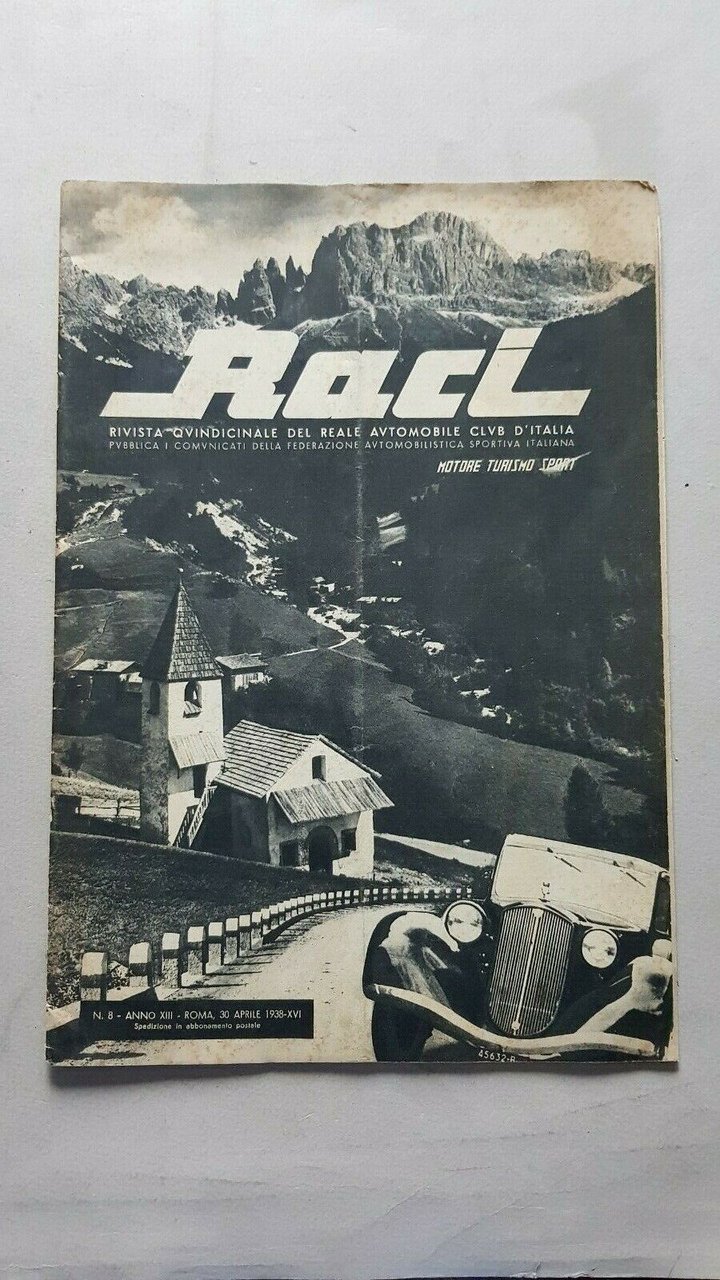 Raci
RIVISTA QVINDICINALE DEL REALE AVTOMOBILE CLVB D'ITALIA
PVBBLICA I COMVNICATI DELLA FEDERAZIONE AVTOMOBILISTICA SPORTIVA ITALIANA
MOTORE TURISMO SPORT
N. 8 - ANNO XIII - ROMA, 30 APRILE 1938-XVI
Spedizione in abbonamento postale
45632-R